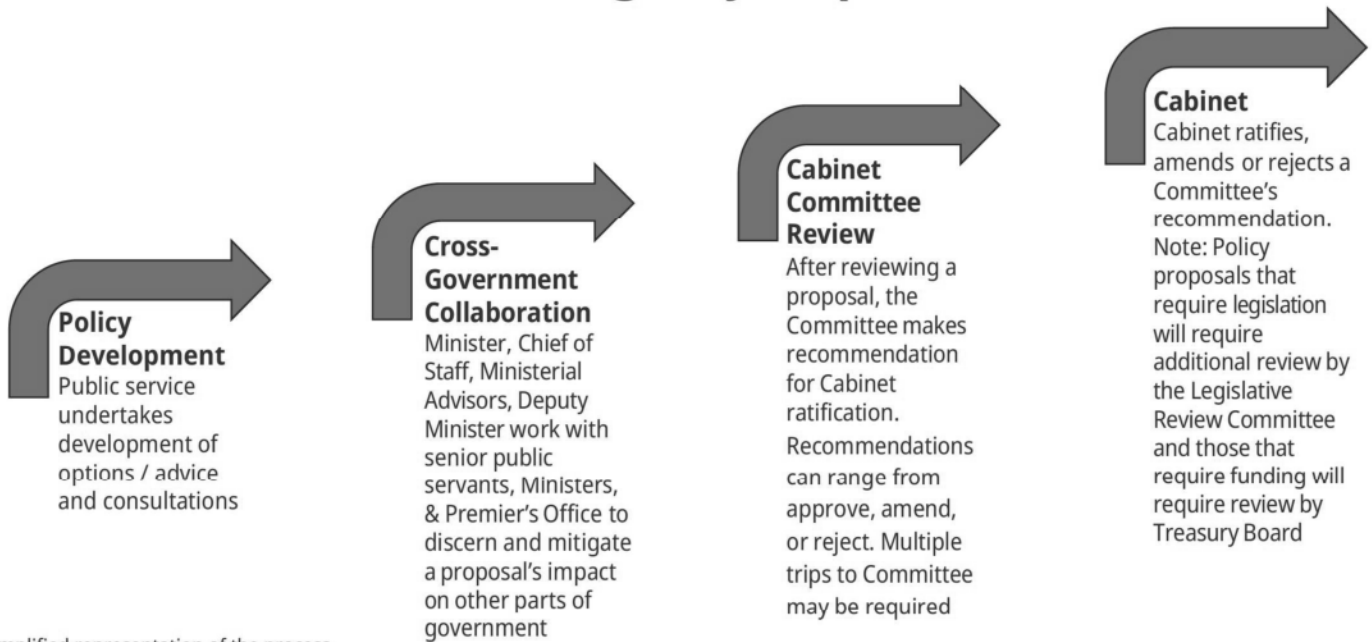 Policy
Development
Public service
undertakes
development of
options / advice
and consultations
Cross-
Government
Collaboration
Minister, Chief of
Staff, Ministerial
Advisors, Deputy
Minister work with
senior public
servants, Ministers,
& Premier's Office to
discern and mitigate
a proposal's impact
on other parts of
government
Cabinet
Committee
Review
After reviewing a
proposal, the
Committee makes
recommendation
for Cabinet
ratification.
Recommendations
can range from
approve, amend,
or reject. Multiple
trips to Committee
may be required
Cabinet
Cabinet ratifies,
amends or rejects a
Committee's
recommendation.
Note: Policy
proposals that
require legislation
will require
additional review by
the Legislative
Review Committee
and those that
require funding will
require review by
Treasury Board
representation of the process